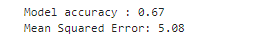 Model accuracy : 0.67
Mean Squared Error: 5.08